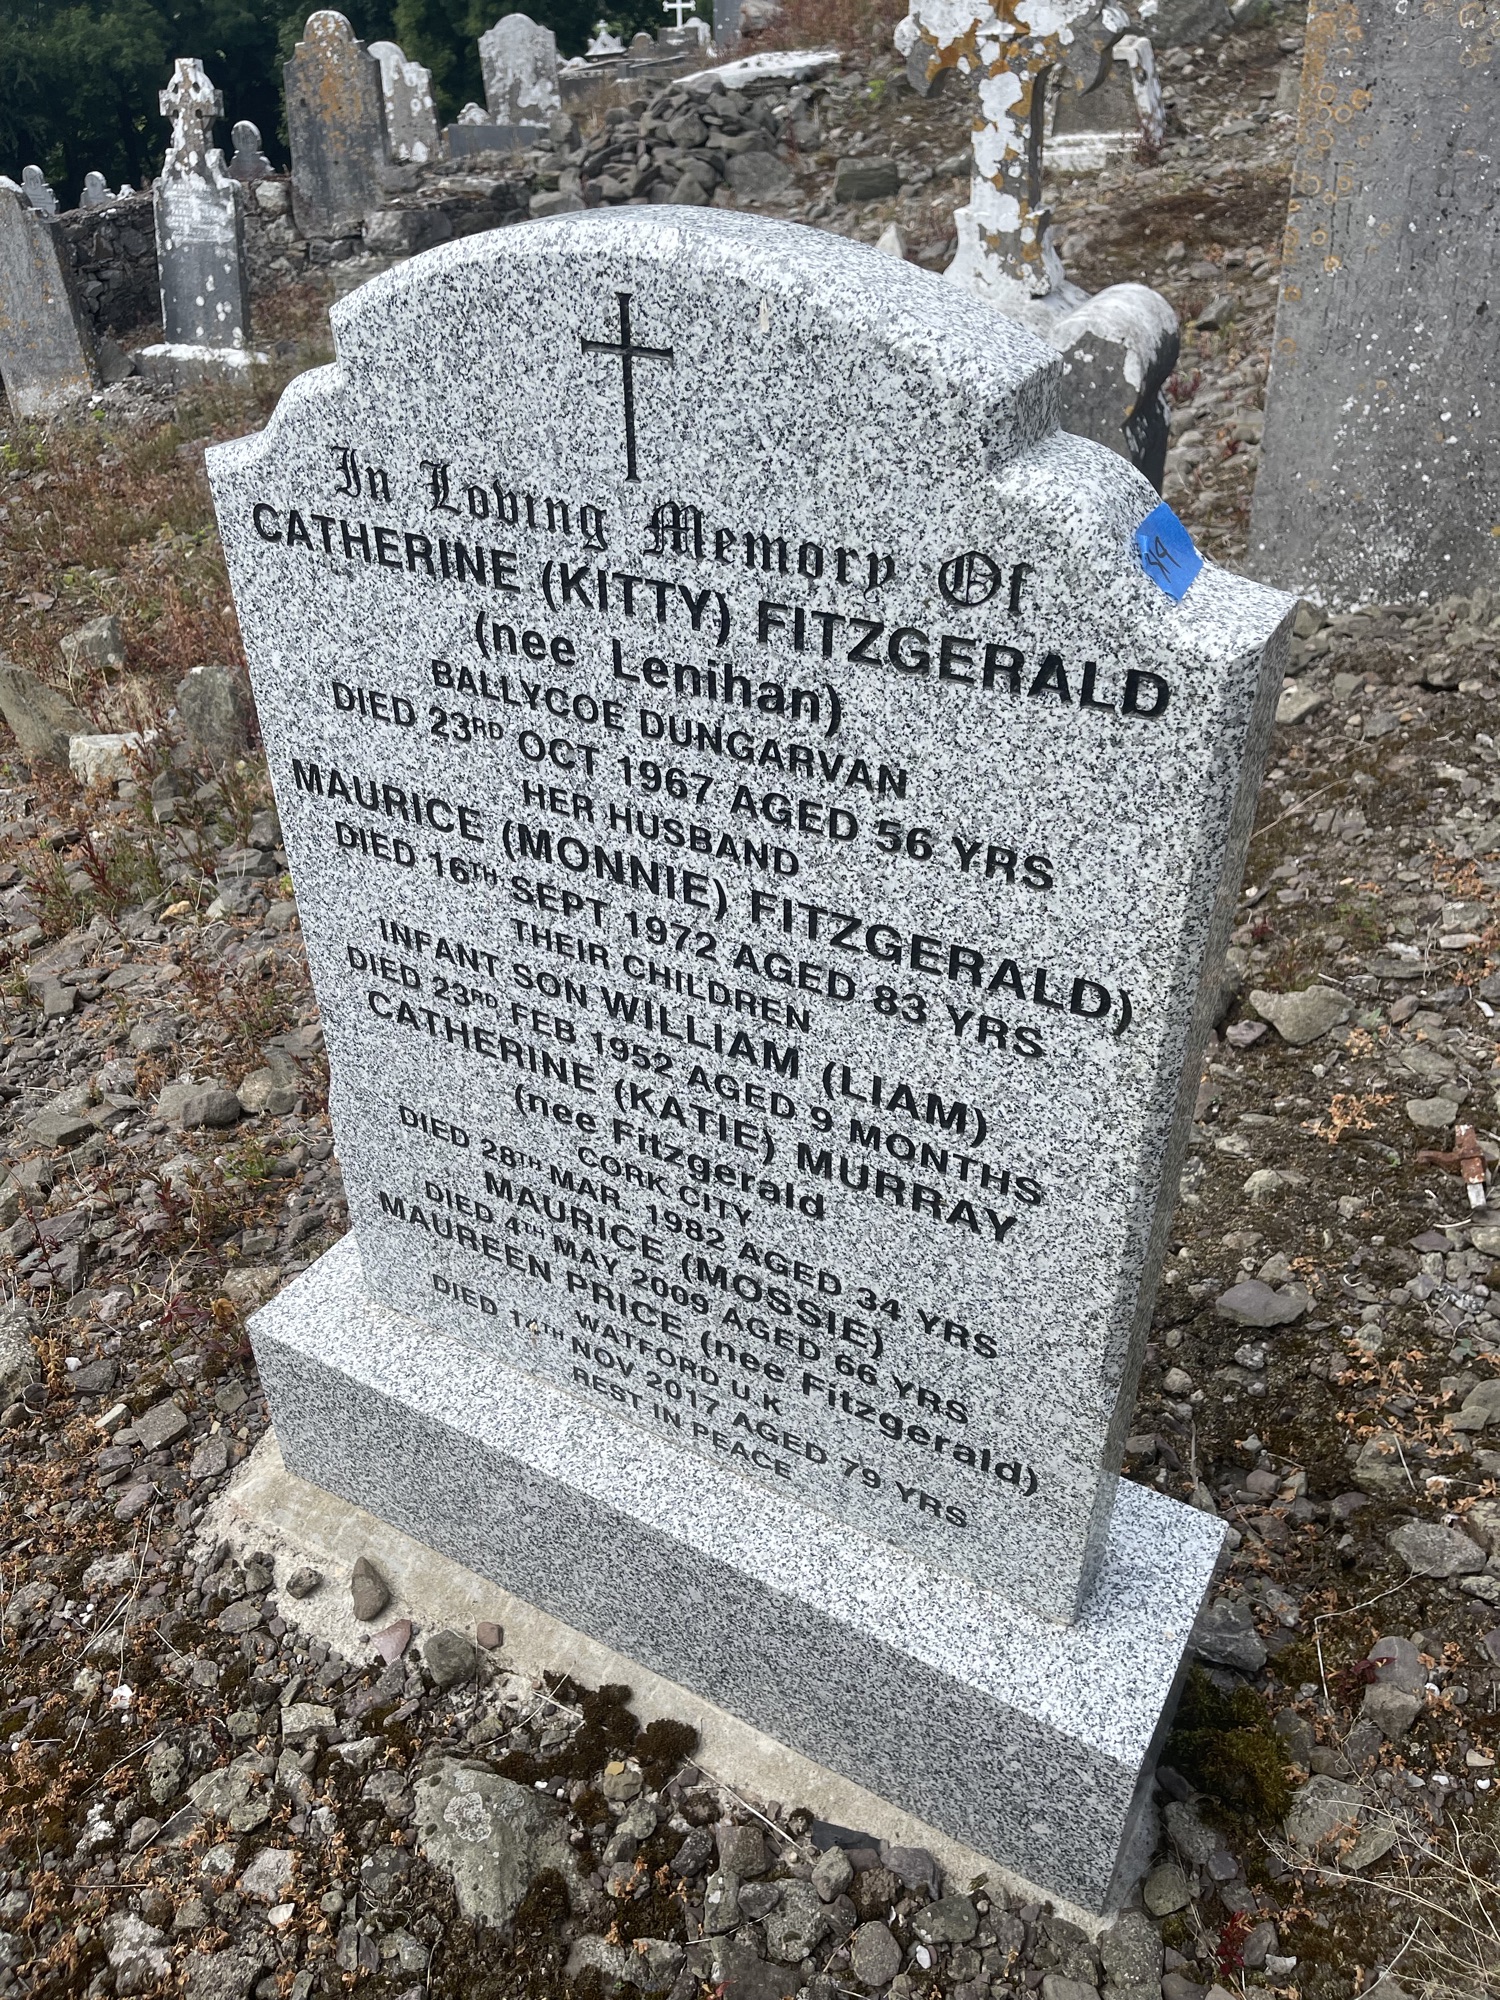 In Loving Memory Of
CATHERINE (KITTY) FITZGERALD
(nee Lenihan)
BALLYCOE DUNGARVAN
DIED 23RD OCT 1967 AGED 56 YRS
HER HUSBAND
MAURICE (MONNIE) FITZGERALD)
DIED 16TH SEPT 1972 AGED 83 YRS
THEIR CHILDREN
INFANT SON WILLIAM (LIAM)
DIED 23RD FEB 1952 AGED 9 MONTHS
CATHERINE (KATIE) MURRAY
(nee Fitzgerald
CORK CITY
DIED 28TH MAR. 1982 AGED 34 YRS
MAURICE (MOSSIE)
DIED 4TH MAY 2009 AGED 66 YRS
MAUREEN PRICE (nee Fitzgerald)
WATFORD U.K
DIED 14TH NOV 2017 AGED 79 YRS
REST IN PEACE